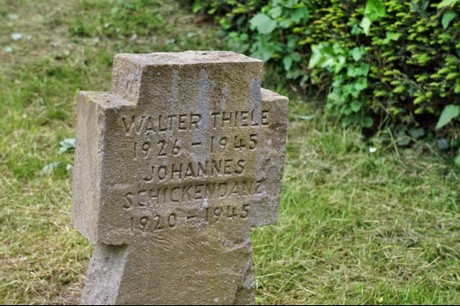 WALTER THIELE
1926 - 1945
JOHANNES
SCHICKENDANZ
1920 - 1945